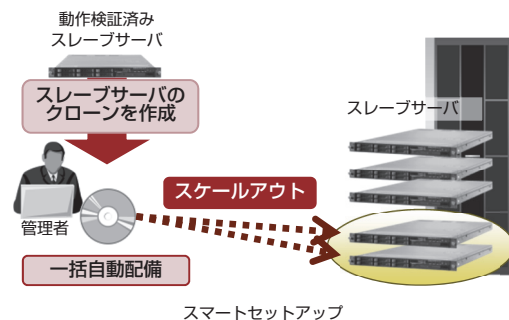 動作検証済み
スレーブサーバ
スレーブサーバの
クローンを作成
スレーブサーバ
スケールアウト
管理者
一括自動配備
スマートセットアップ